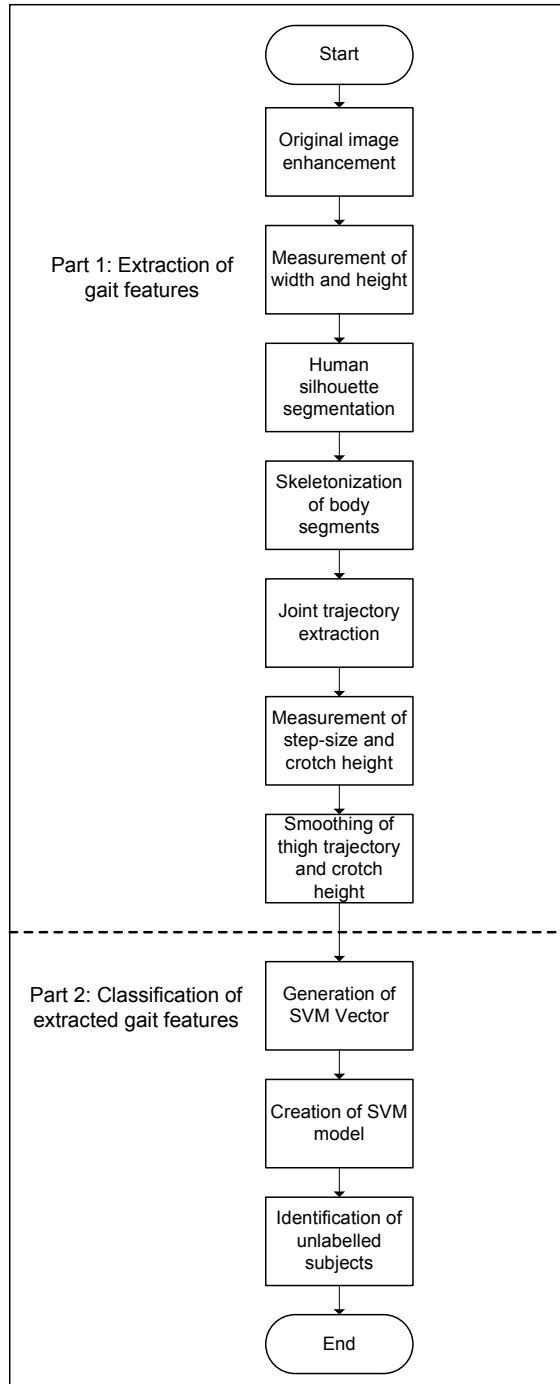 Start
Original image
enhancement
Part 1: Extraction of
gait features
Measurement of
width and height
Human
silhouette
segmentation
Skeletonization
of body
segments
Joint trajectory
extraction
Measurement of
step-size and
crotch height
Smoothing of
thigh trajectory
and crotch
height
Part 2: Classification of
extracted gait features
Generation of
SVM Vector
Creation of SVM
model
Identification of
unlabelled
subjects
End